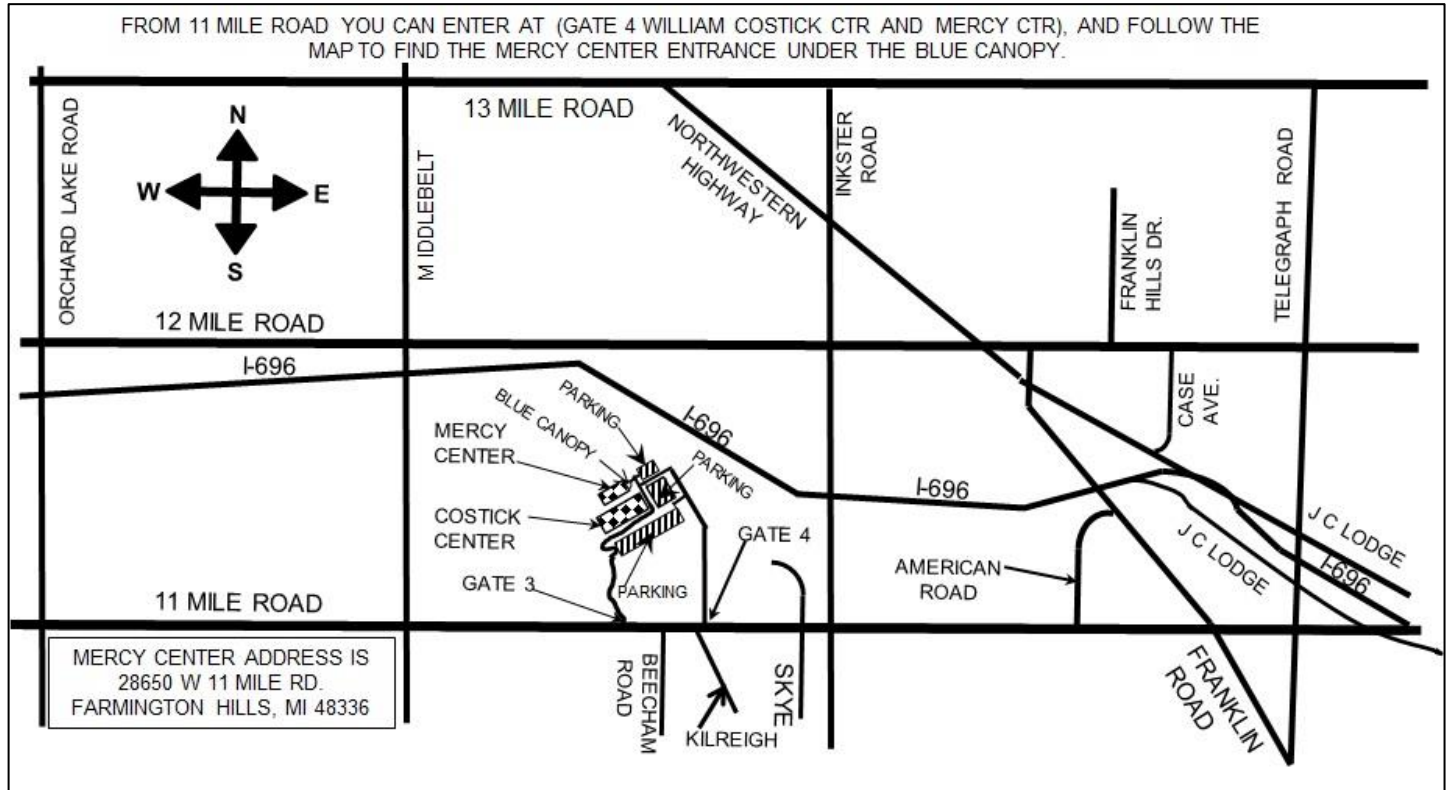 FROM 11 MILE ROAD YOU CAN ENTER AT (GATE 4 WILLIAM COSTICK CTR AND MERCY CTR), AND FOLLOW THE
MAP TO FIND THE MERCY CENTER ENTRANCE UNDER THE BLUE CANOPY.
13 MILE ROAD
ORCHARD LAKE ROAD
N
W
E
S
MIDDLEBELT
NORTHWESTERN
HIGHWAY
INKSTER
ROAD
FRANKLIN
HILLS DR.
TELEGRAPH ROAD
12 MILE ROAD
I-696
PARKING
BLUE CANOPY
I-696
MERCY
CENTER
PARKING
COSTICK
CENTER
GATE 4
GATE 3
PARKING
I-696
CASE
AVE.
J C LODGE
J C LODGE
I-696
AMERICAN
ROAD
11 MILE ROAD
MERCY CENTER ADDRESS IS
28650 W 11 MILE RD.
FARMINGTON HILLS, MI 48336
BEECHAM
ROAD
KILREIGH
SKYE
FRANKLIN
ROAD